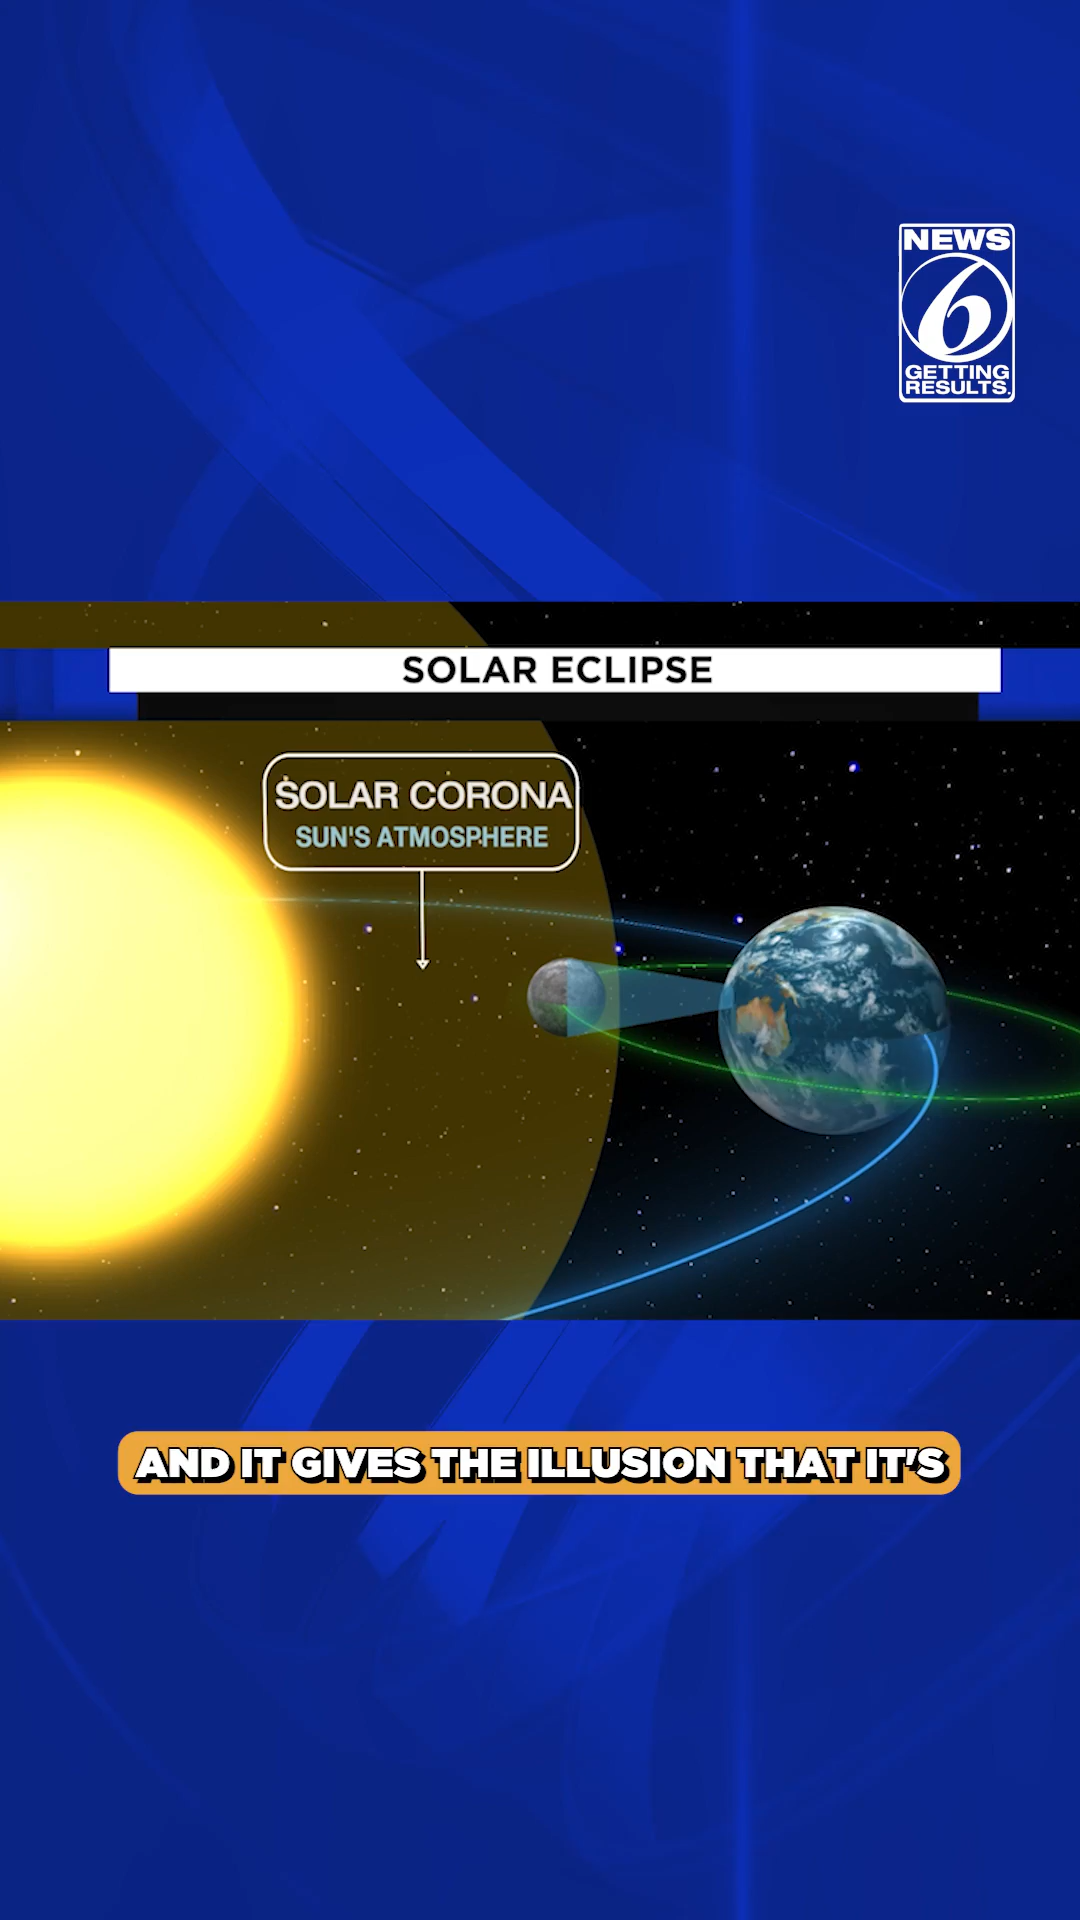 NEWS
6
GETTING
RESULTS.
SOLAR ECLIPSE
SOLAR CORONA
SUN'S ATMOSPHERE
AND IT GIVES THE ILLUSION THAT IT'S